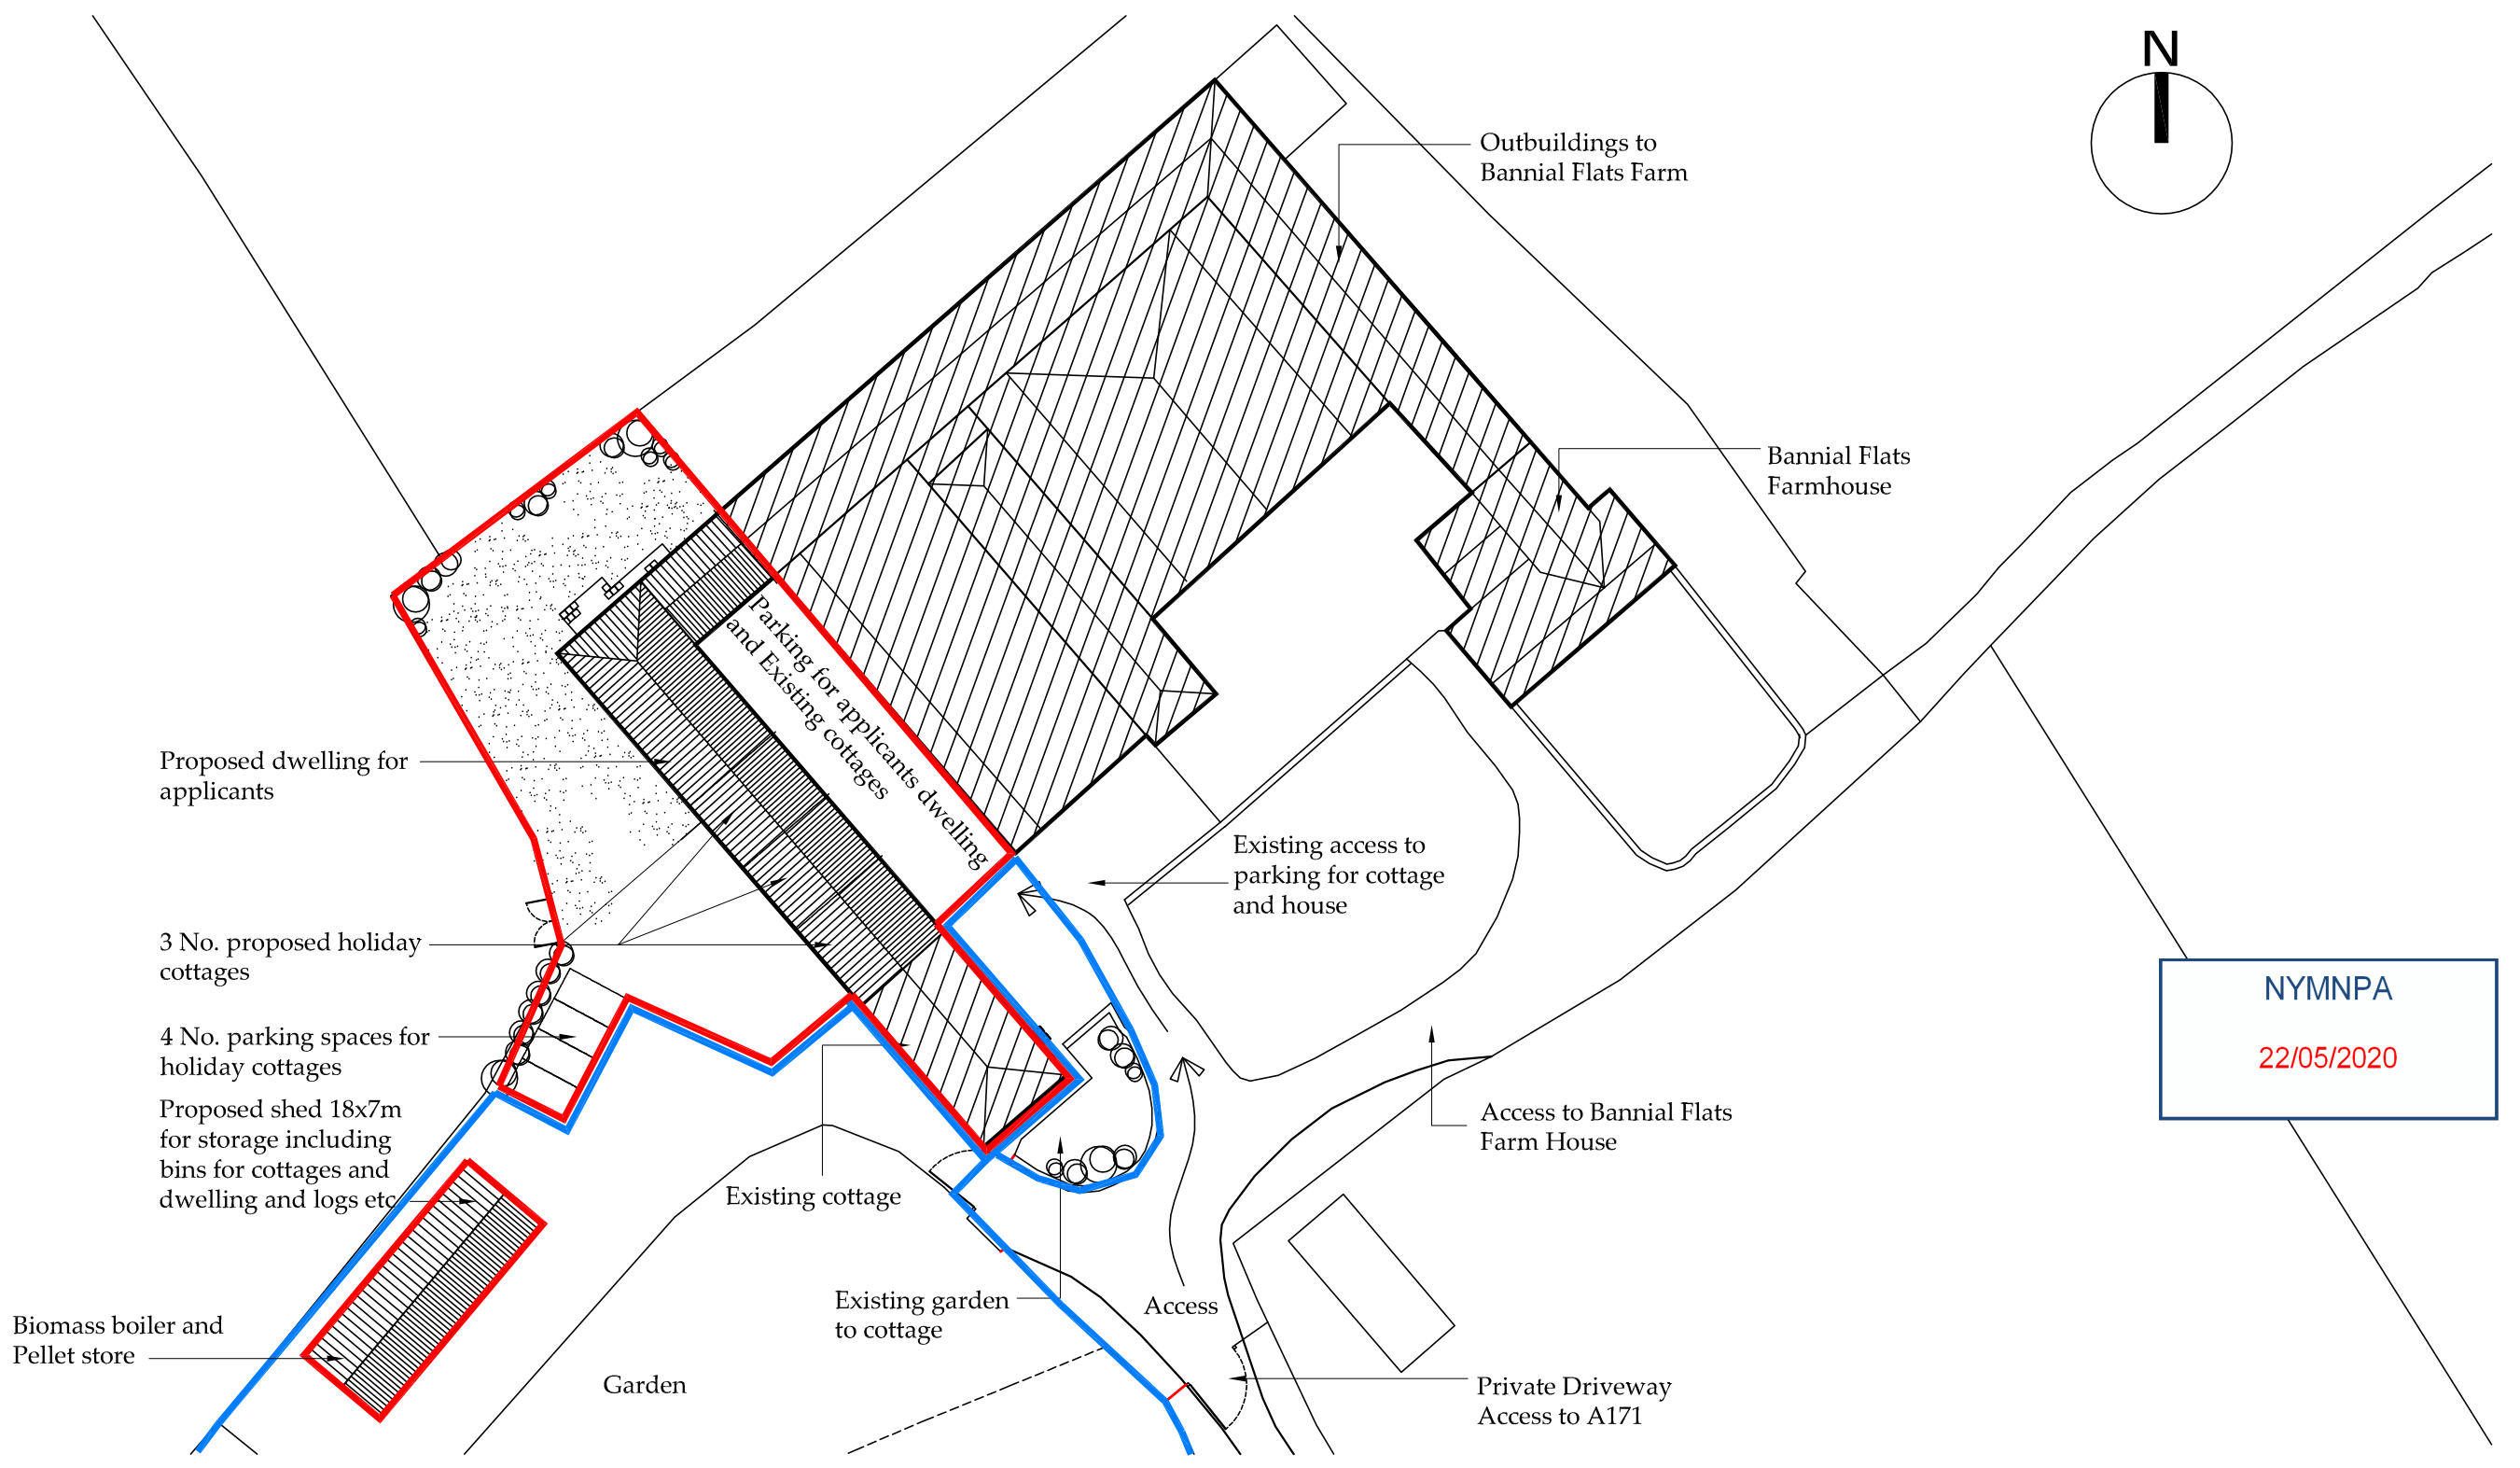 N
Outbuildings to
Bannial Flats Farm
Bannial Flats
Farmhouse
Parking for applicants dwelling
and Existing cottages
Proposed dwelling for
applicants
Existing access to
parking for cottage
and house
3 No. proposed holiday
cottages
NYMNPA
22/05/2020
4 No. parking spaces for
holiday cottages
Proposed shed 18x7m
for storage including
bins for cottages and
dwelling and logs etc
Access to Bannial Flats
Farm House
Existing cottage
Existing garden
to cottage
Access
Biomass boiler and
Pellet store
Garden
Private Driveway
Access to A171